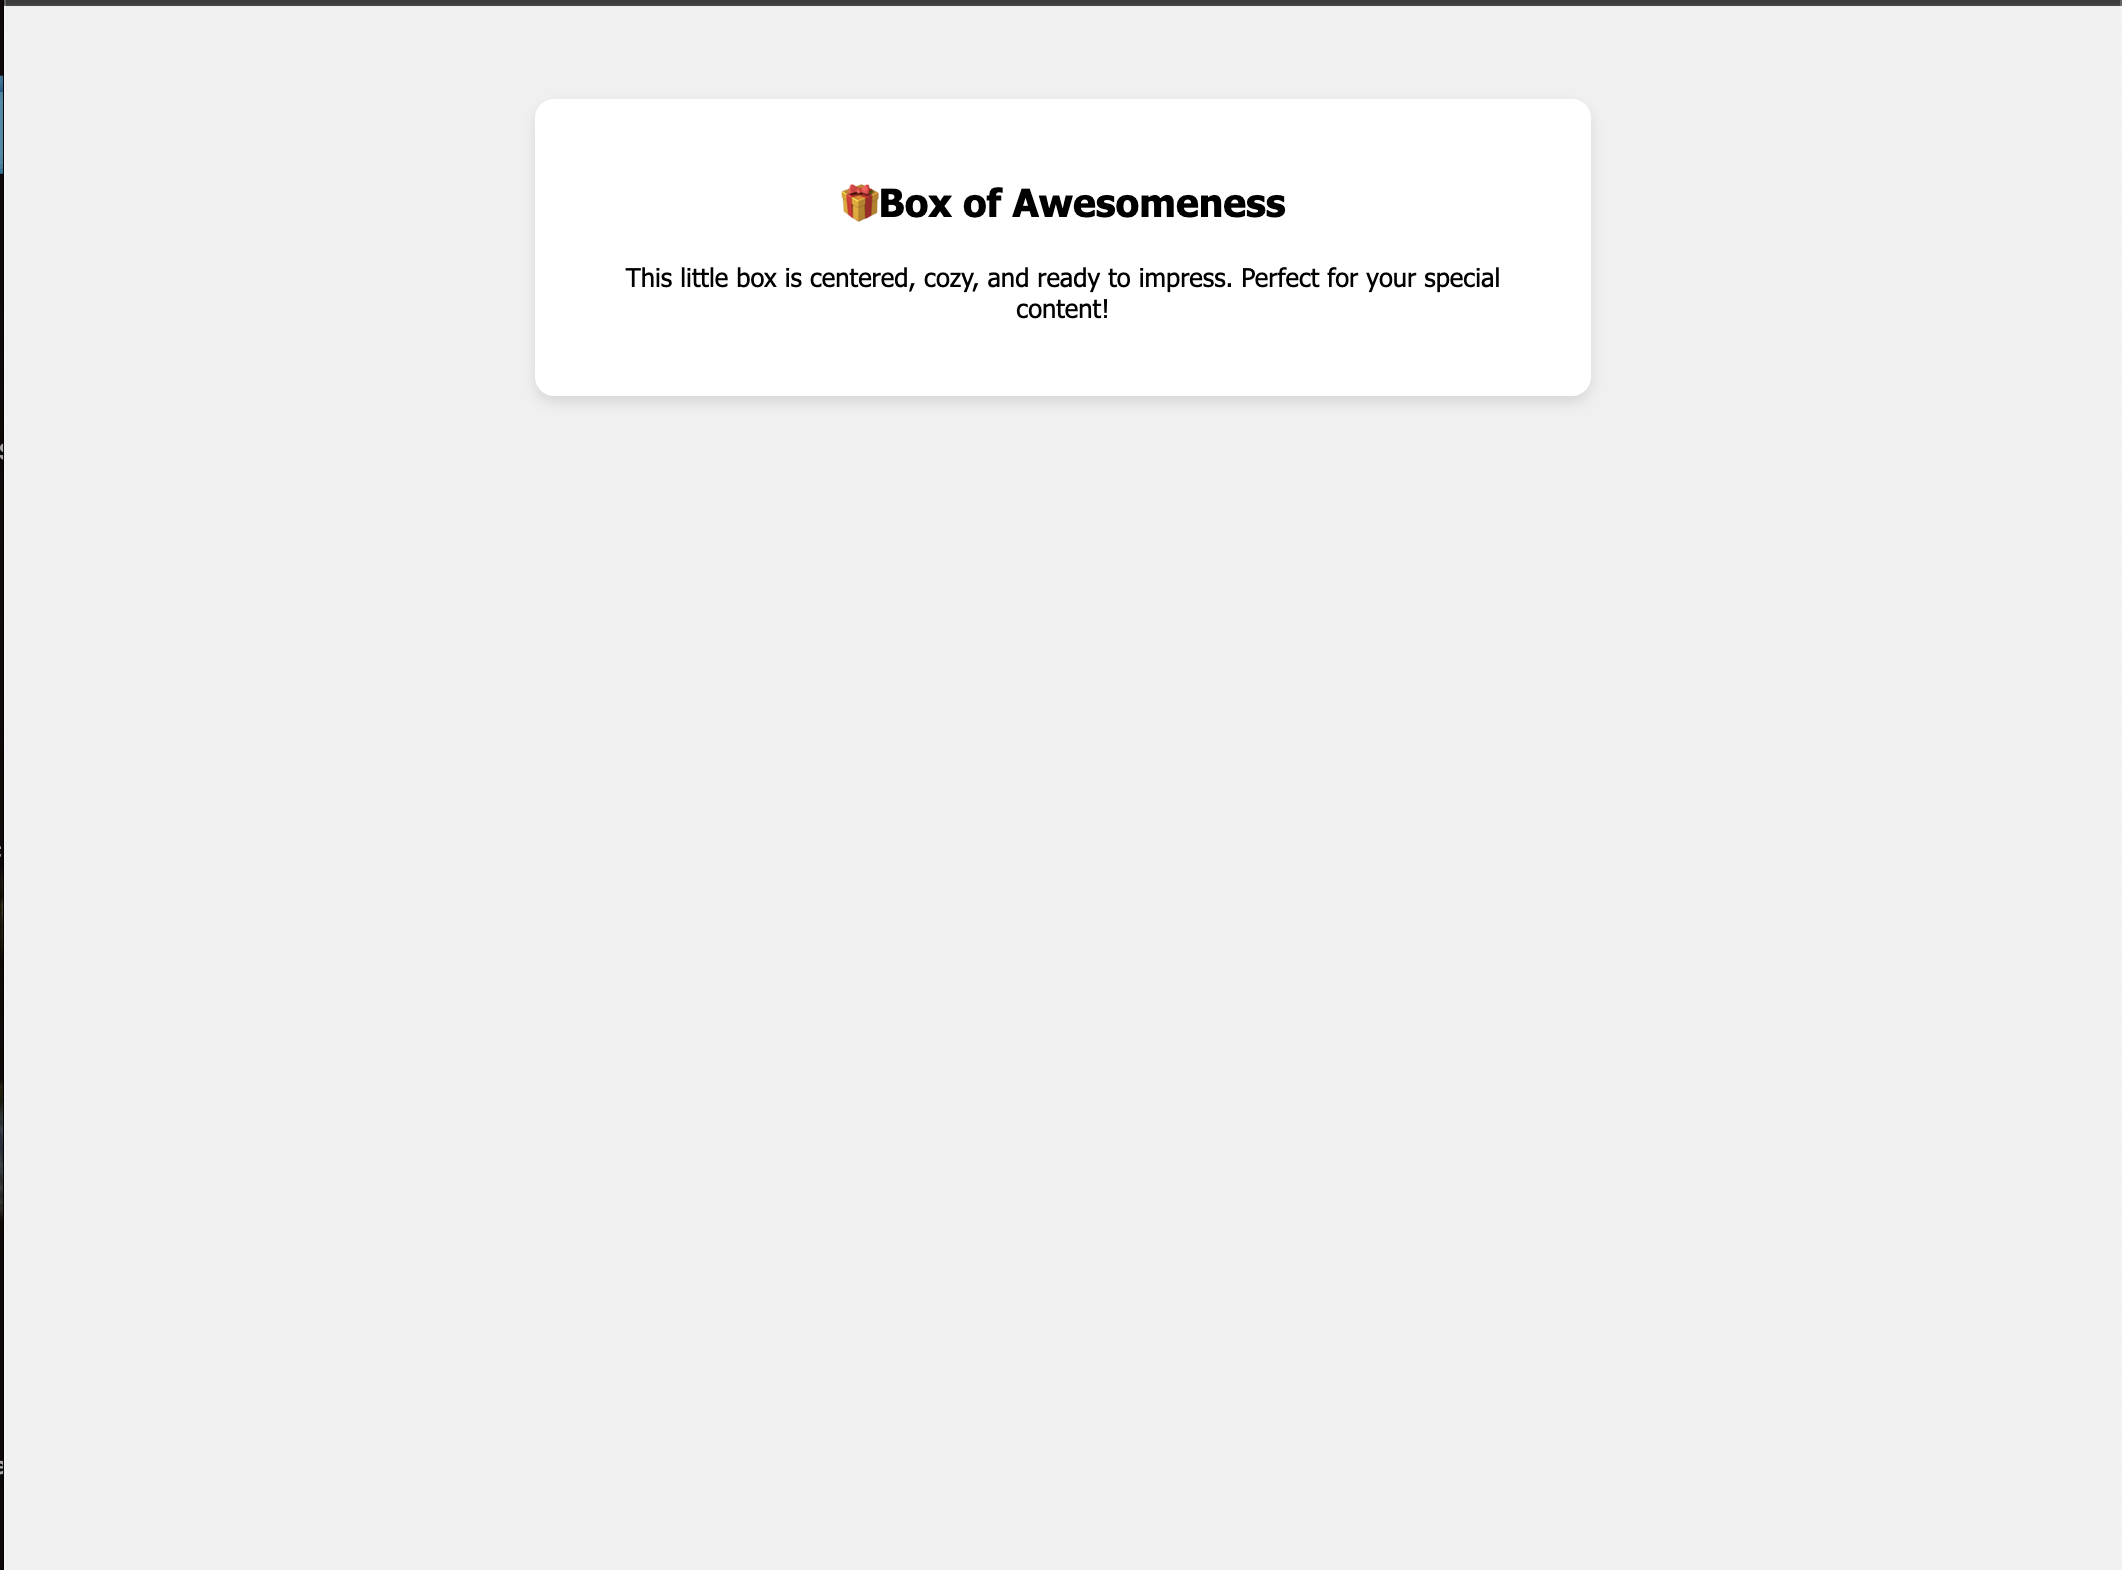 🎁Box of Awesomeness
This little box is centered, cozy, and ready to impress. Perfect for your special
content!